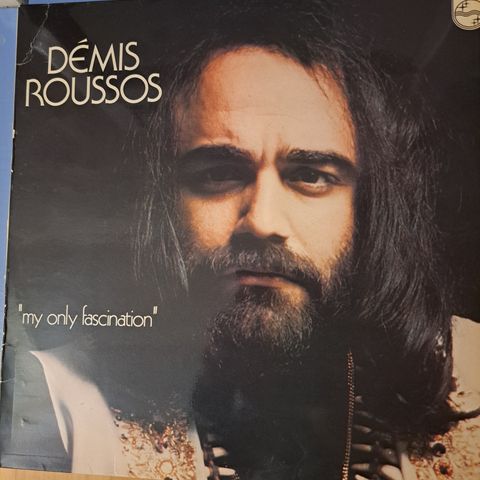 DÉMIS
ROUSSOS
"my only fascination"